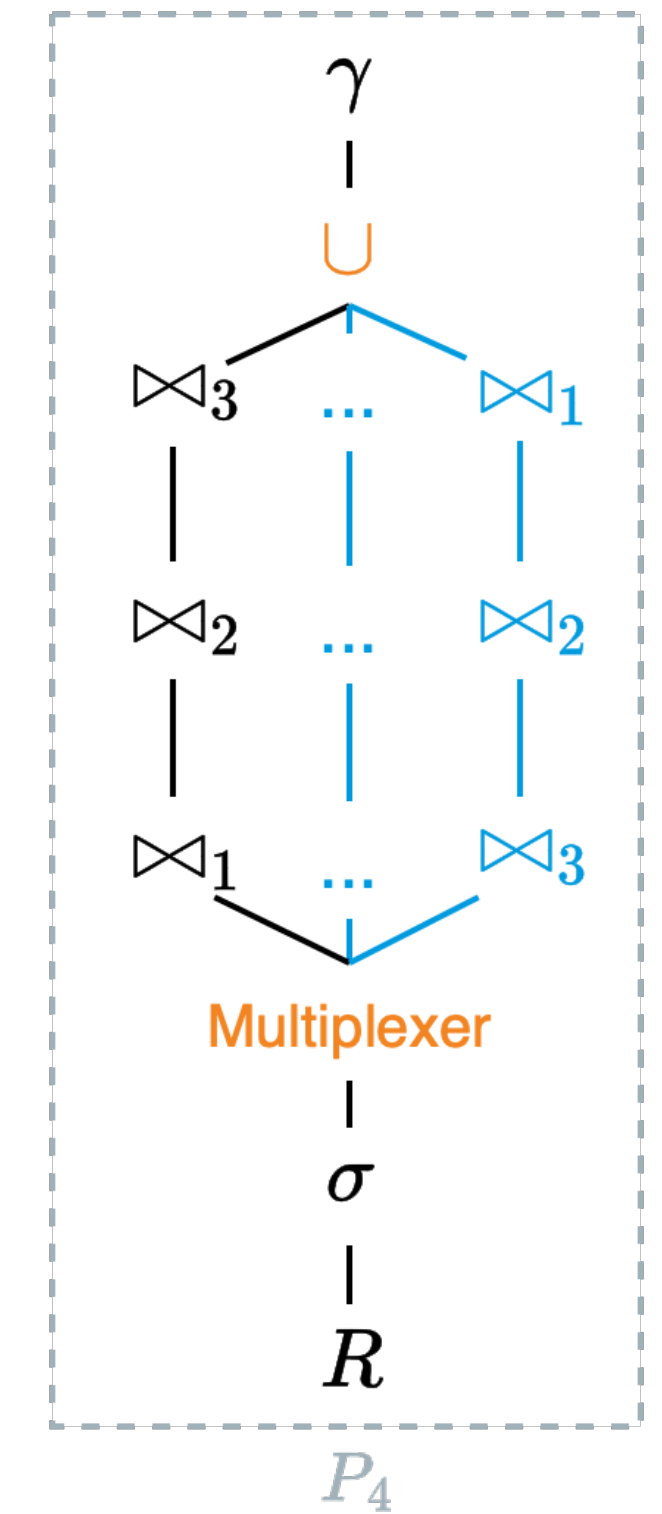 γ
∪
⋈3 ... ⋈1
⋈2 ... ⋈2
⋈1 ... ⋈3
Multiplexer
σ
R
P4